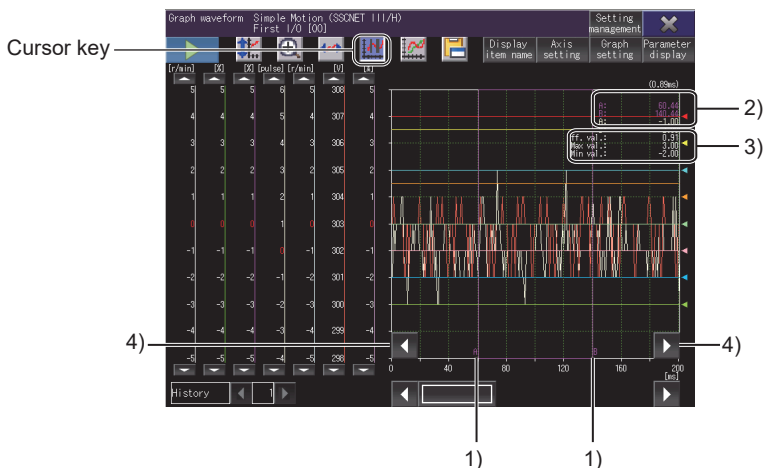 Graph waveform Simple Motion (SSCNET III/H)
First I/O [00]
Setting
management
Cursor key
Display
item name
Axis
setting
Graph
setting
Parameter
display
[r/min] [%] [%] [pulse] [r/min] [V] [%]
(0.89ms)
5 5 5 6 5 308 5
A: 60.44
B: 140.44
A: -1.00
2)
4 4 4 5 4 307 4
ff. val.: 0.91
Max val.: 3.00
Min val.: -2.00
3)
3 3 3 4 3 306 3
2 2 2 3 2 305 2
1 1 1 2 1 304 1
0 0 0 1 0 303 0
-1 -1 -1 0 -1 302 -1
-2 -2 -2 -1 -2 301 -2
-3 -3 -3 -2 -3 300 -3
-4 -4 -4 -3 -4 299 -4
4)
4)
-5 -5 -5 -4 -5 298 -5
A B
0 40 80 120 160 200
[ms]
History 1
1) 1)